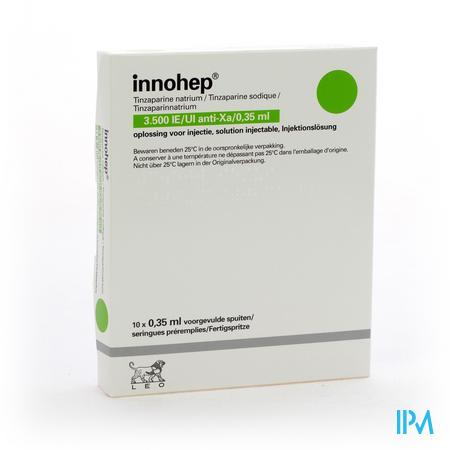 innohep®
Tinzaparine natrium / Tinzaparine sodique /
Tinzaparinnatrium
3.500 IE/UI anti-Xa/0,35 ml
oplossing voor injectie, solution injectable, Injektionslösung
Bewaren beneden 25°C in de oorspronkelijke verpakking.
A conserver à une température ne dépassant pas 25°C dans l'emballage d'origine.
Nicht über 25°C lagern in der Originalverpackung.
10 x 0,35 ml voorgevulde spuiten/
seringues préremplies/Fertigspritze
LEO
innohep®
IPM